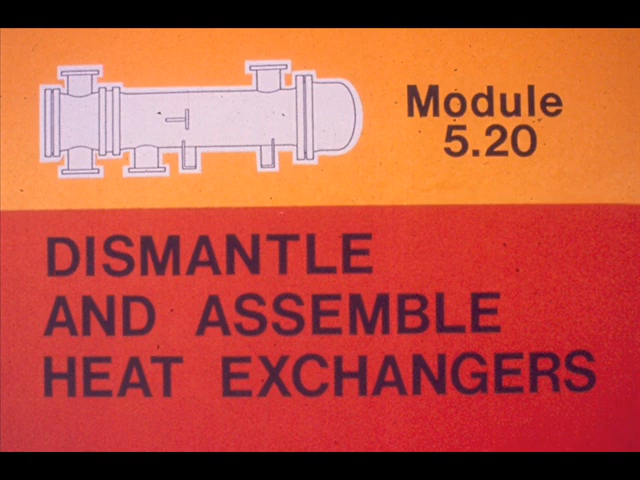 Module
5.20
DISMANTLE
AND ASSEMBLE
HEAT EXCHANGERS